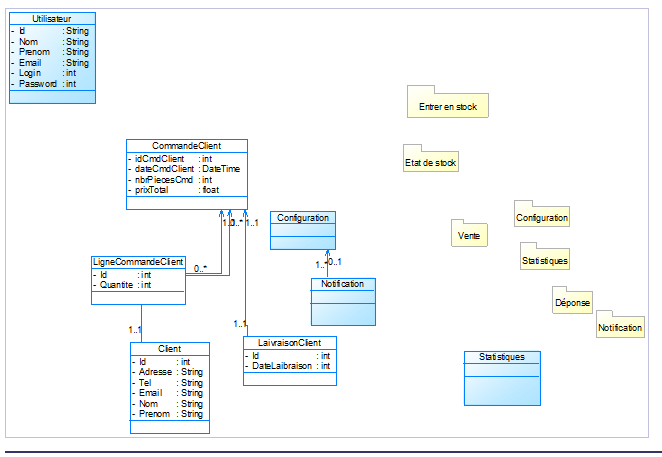 Utilisateur
- Id : String
- Nom : String
- Prenom : String
- Email : String
- Login : int
- Password : int
Entrer en stock
CommandeClient
- idCmdClient : int
- dateCmdClient : DateTime
- nbrPiecesCmd : int
- prixTotal : float
Etat de stock
Configuration
Configuration
Vente
Statistiques
LigneCommandeClient
- Id : int
- Quantite : int
0..*
1..1
0..*
1..1
1..*
0..1
Notification
Déponse
Notification
1..1
1..1
Client
- Id : int
- Adresse : String
- Tel : String
- Email : String
- Nom : String
- Prenom : String
LaivraisonClient
- Id : int
- DateLaibraison : int
Statistiques